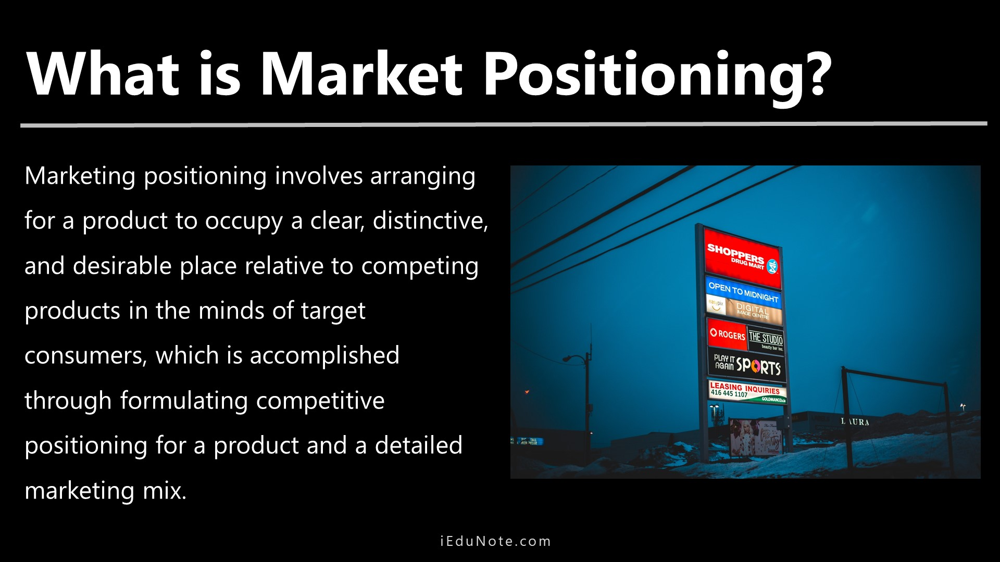 What is Market Positioning?
Marketing positioning involves arranging
for a product to occupy a clear, distinctive,
and desirable place relative to competing
products in the minds of target
consumers, which is accomplished
through formulating competitive
positioning for a product and a detailed
marketing mix.
SHOPPERS
DRUG MART
OPEN TO MIDNIGHT
easypix
DIGITAL
IMAGE CENTRE
ROGERS
THE STUDIO
beauty bar inc.
PLAY IT
AGAIN
SPORTS
LEASING INQUIRIES
416 445 1107
GOLDMANCO.ca
LAURA
TALL
iEduNote.com